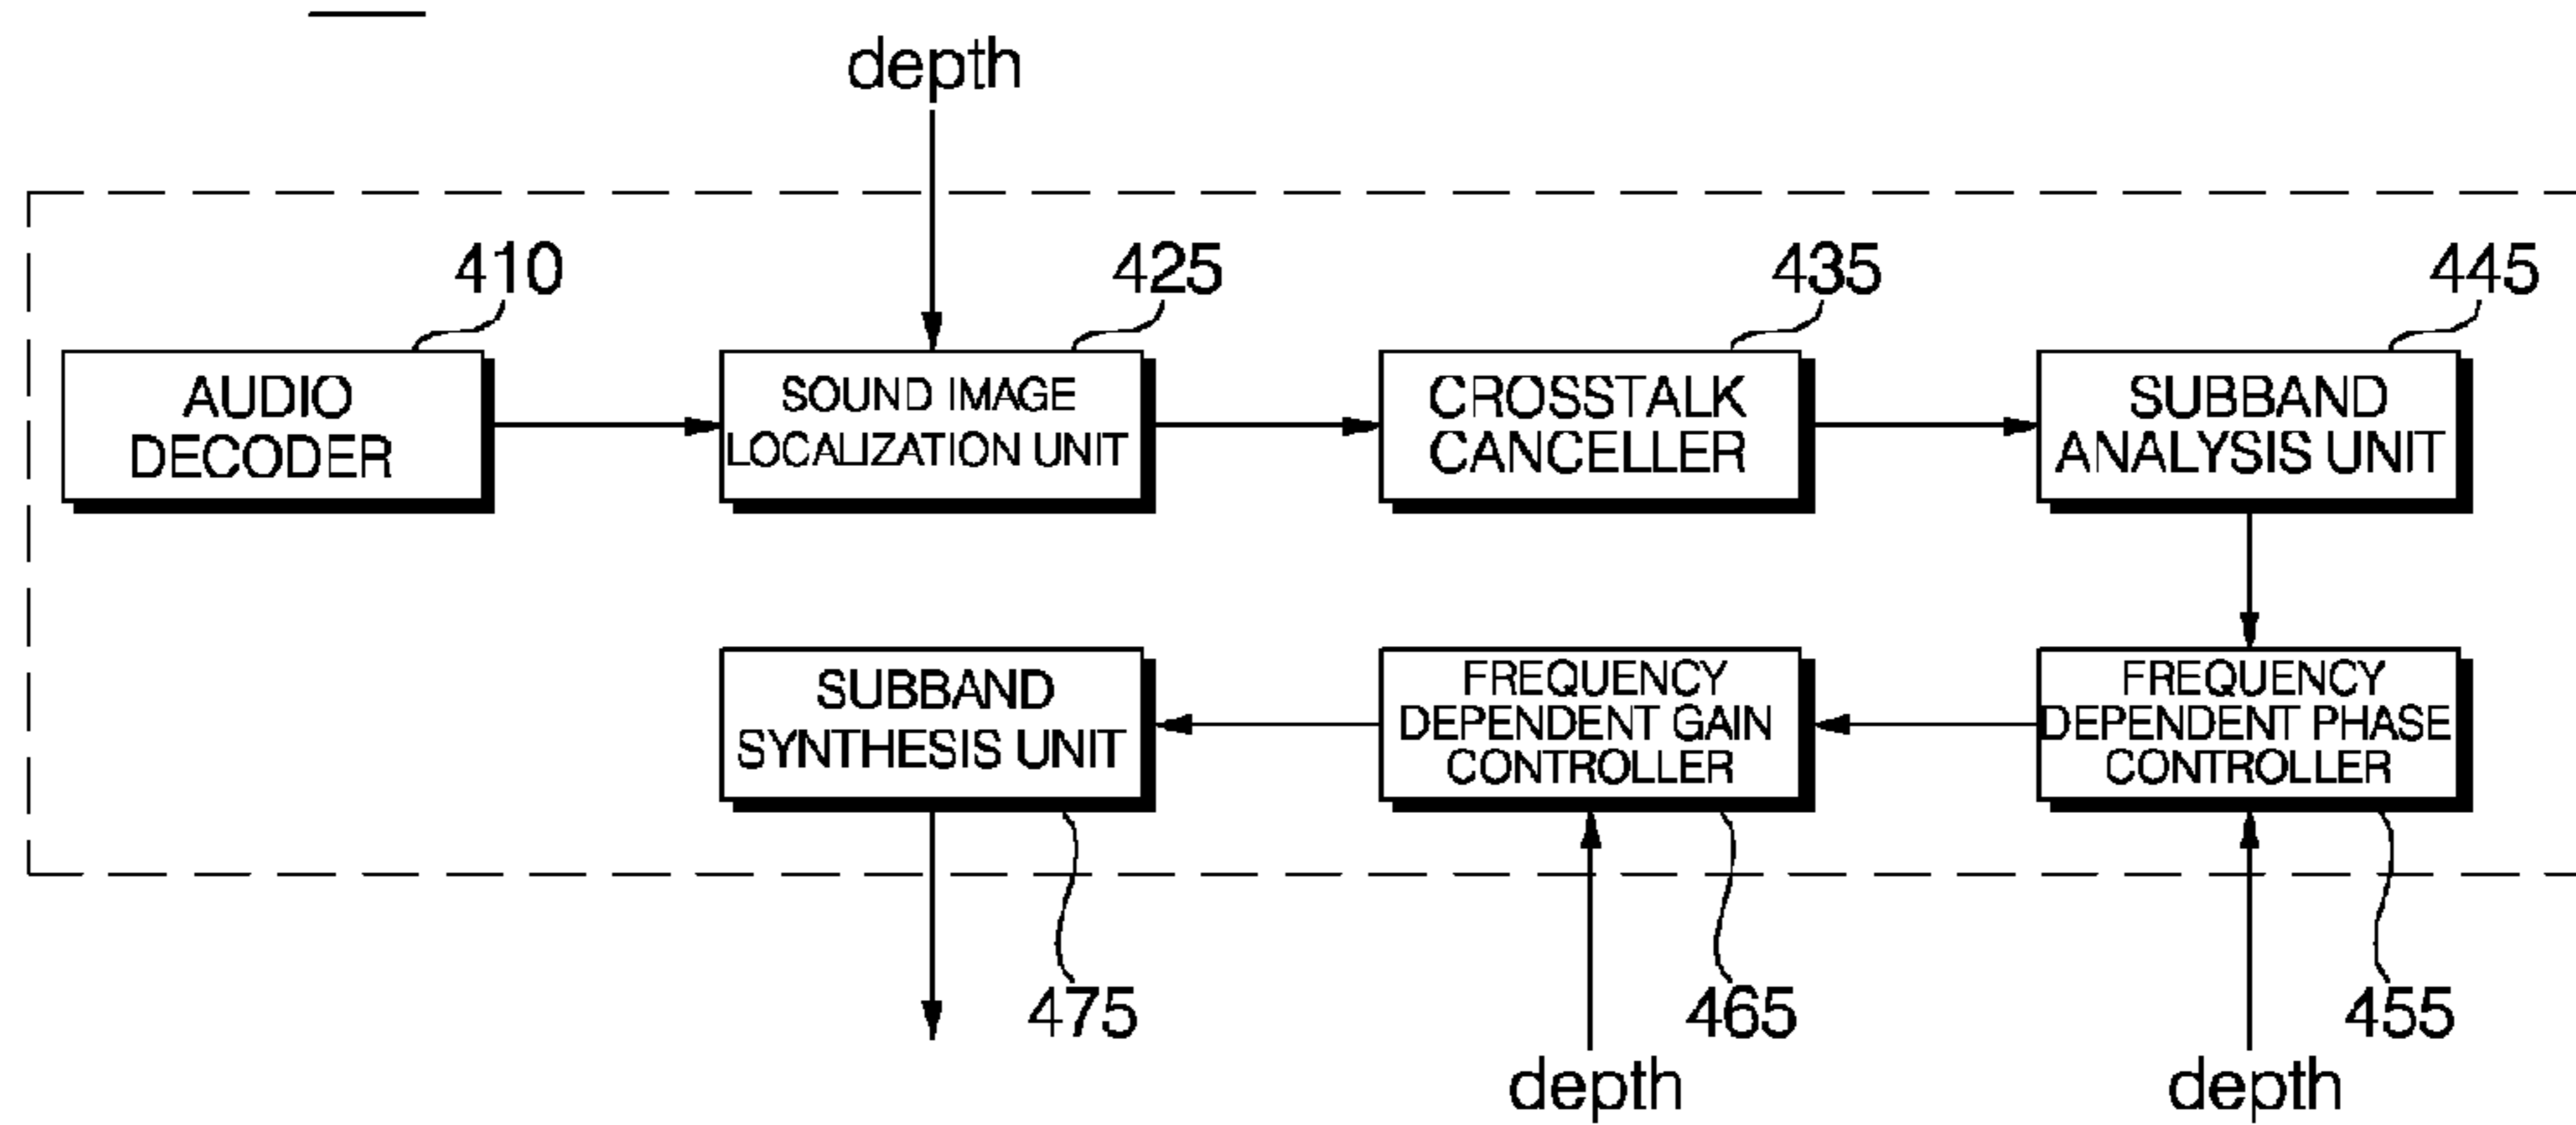 depth
410
425
435
445
AUDIO
DECODER
SOUND IMAGE
LOCALIZATION UNIT
CROSSTALK
CANCELLER
SUBBAND
ANALYSIS UNIT
SUBBAND
SYNTHESIS UNIT
FREQUENCY
DEPENDENT GAIN
CONTROLLER
FREQUENCY
DEPENDENT PHASE
CONTROLLER
475
465
455
depth
depth